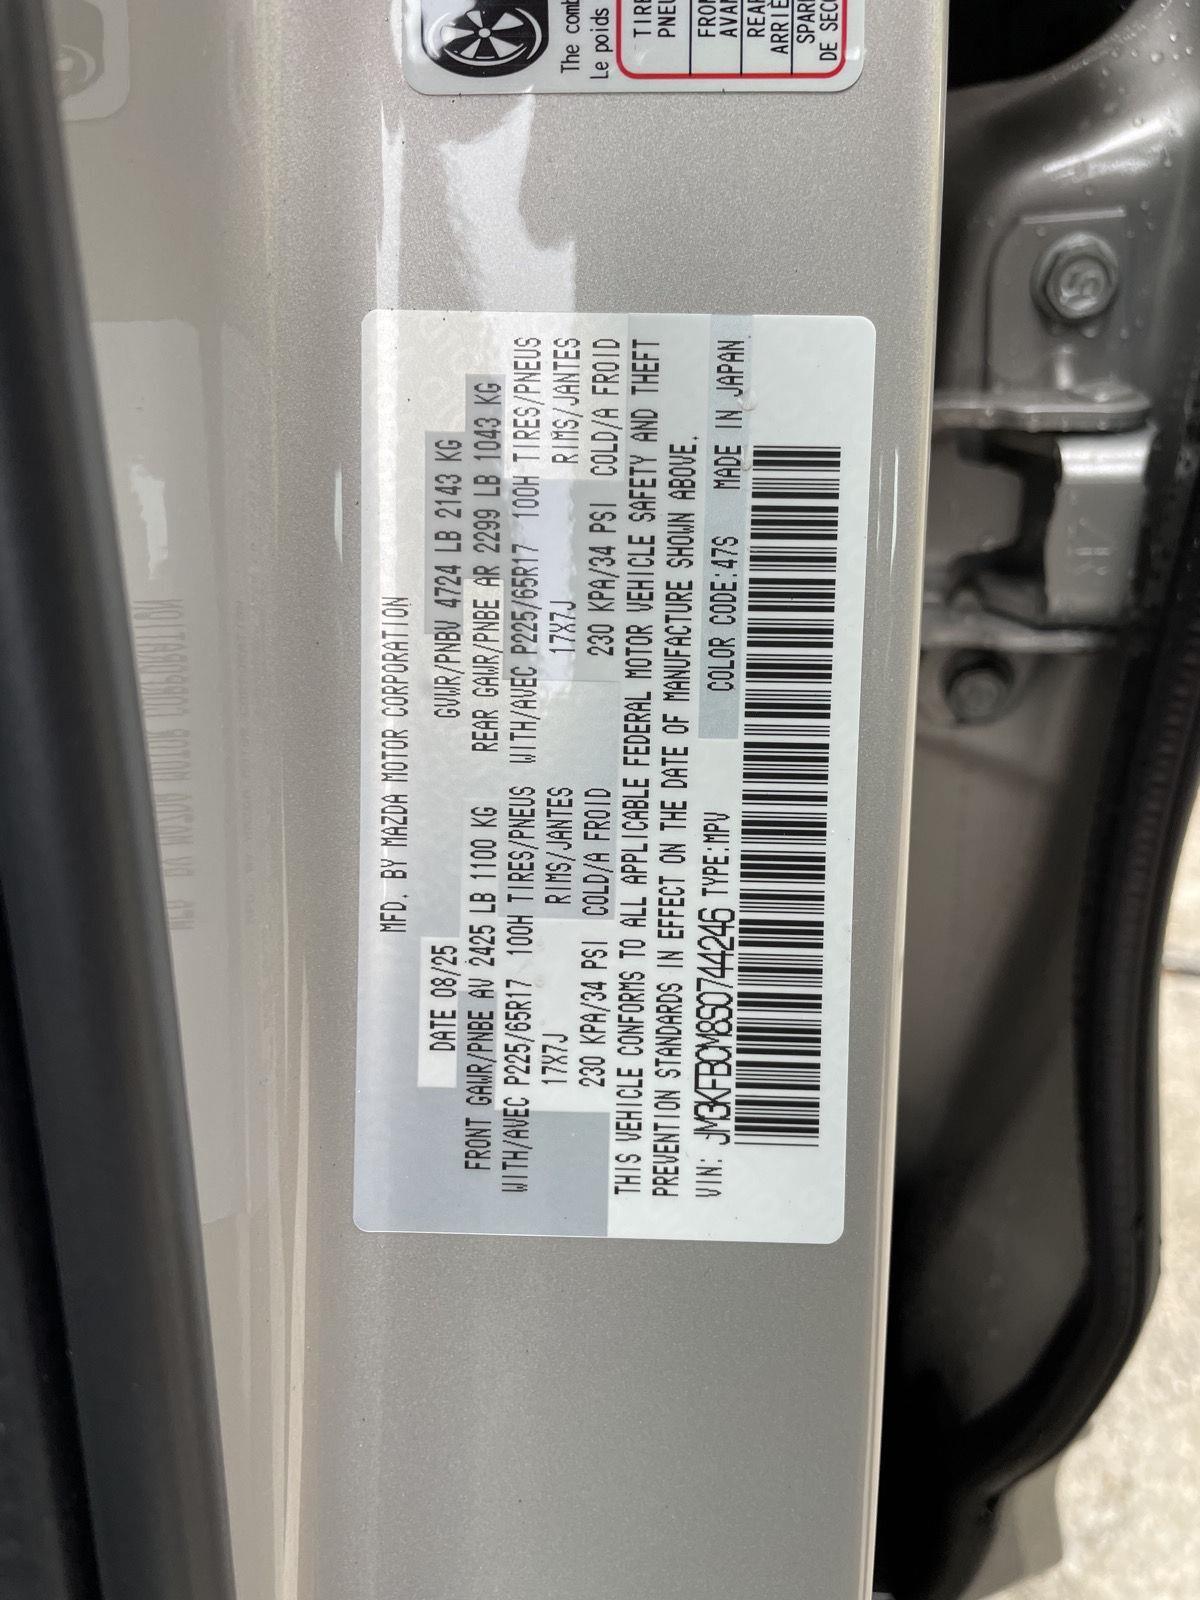 MFD. BY MAZDA MOTOR CORPORATION
DATE 08/25 GVWR/PNBV 4724 LB 2143 KG
FRONT GAWR/PNBE AV 2425 LB 1100 KG REAR GAWR/PNBE AR 2299 LB 1043 KG
WITH/AVEC P225/65R17 100H TIRES/PNEUS WITH/AVEC P225/65R17 100H TIRES/PNEUS
17X7J RIMS/JANTES 17X7J RIMS/JANTES
230 KPA/34 PSI COLD/A FROID 230 KPA/34 PSI COLD/A FROID
THIS VEHICLE CONFORMS TO ALL APPLICABLE FEDERAL MOTOR VEHICLE SAFETY AND THEFT
PREVENTION STANDARDS IN EFFECT ON THE DATE OF MANUFACTURE SHOWN ABOVE.
VIN: JM3KFBCM8S0744246 TYPE:MPV COLOR CODE:47S MADE IN JAPAN
The
Le poids